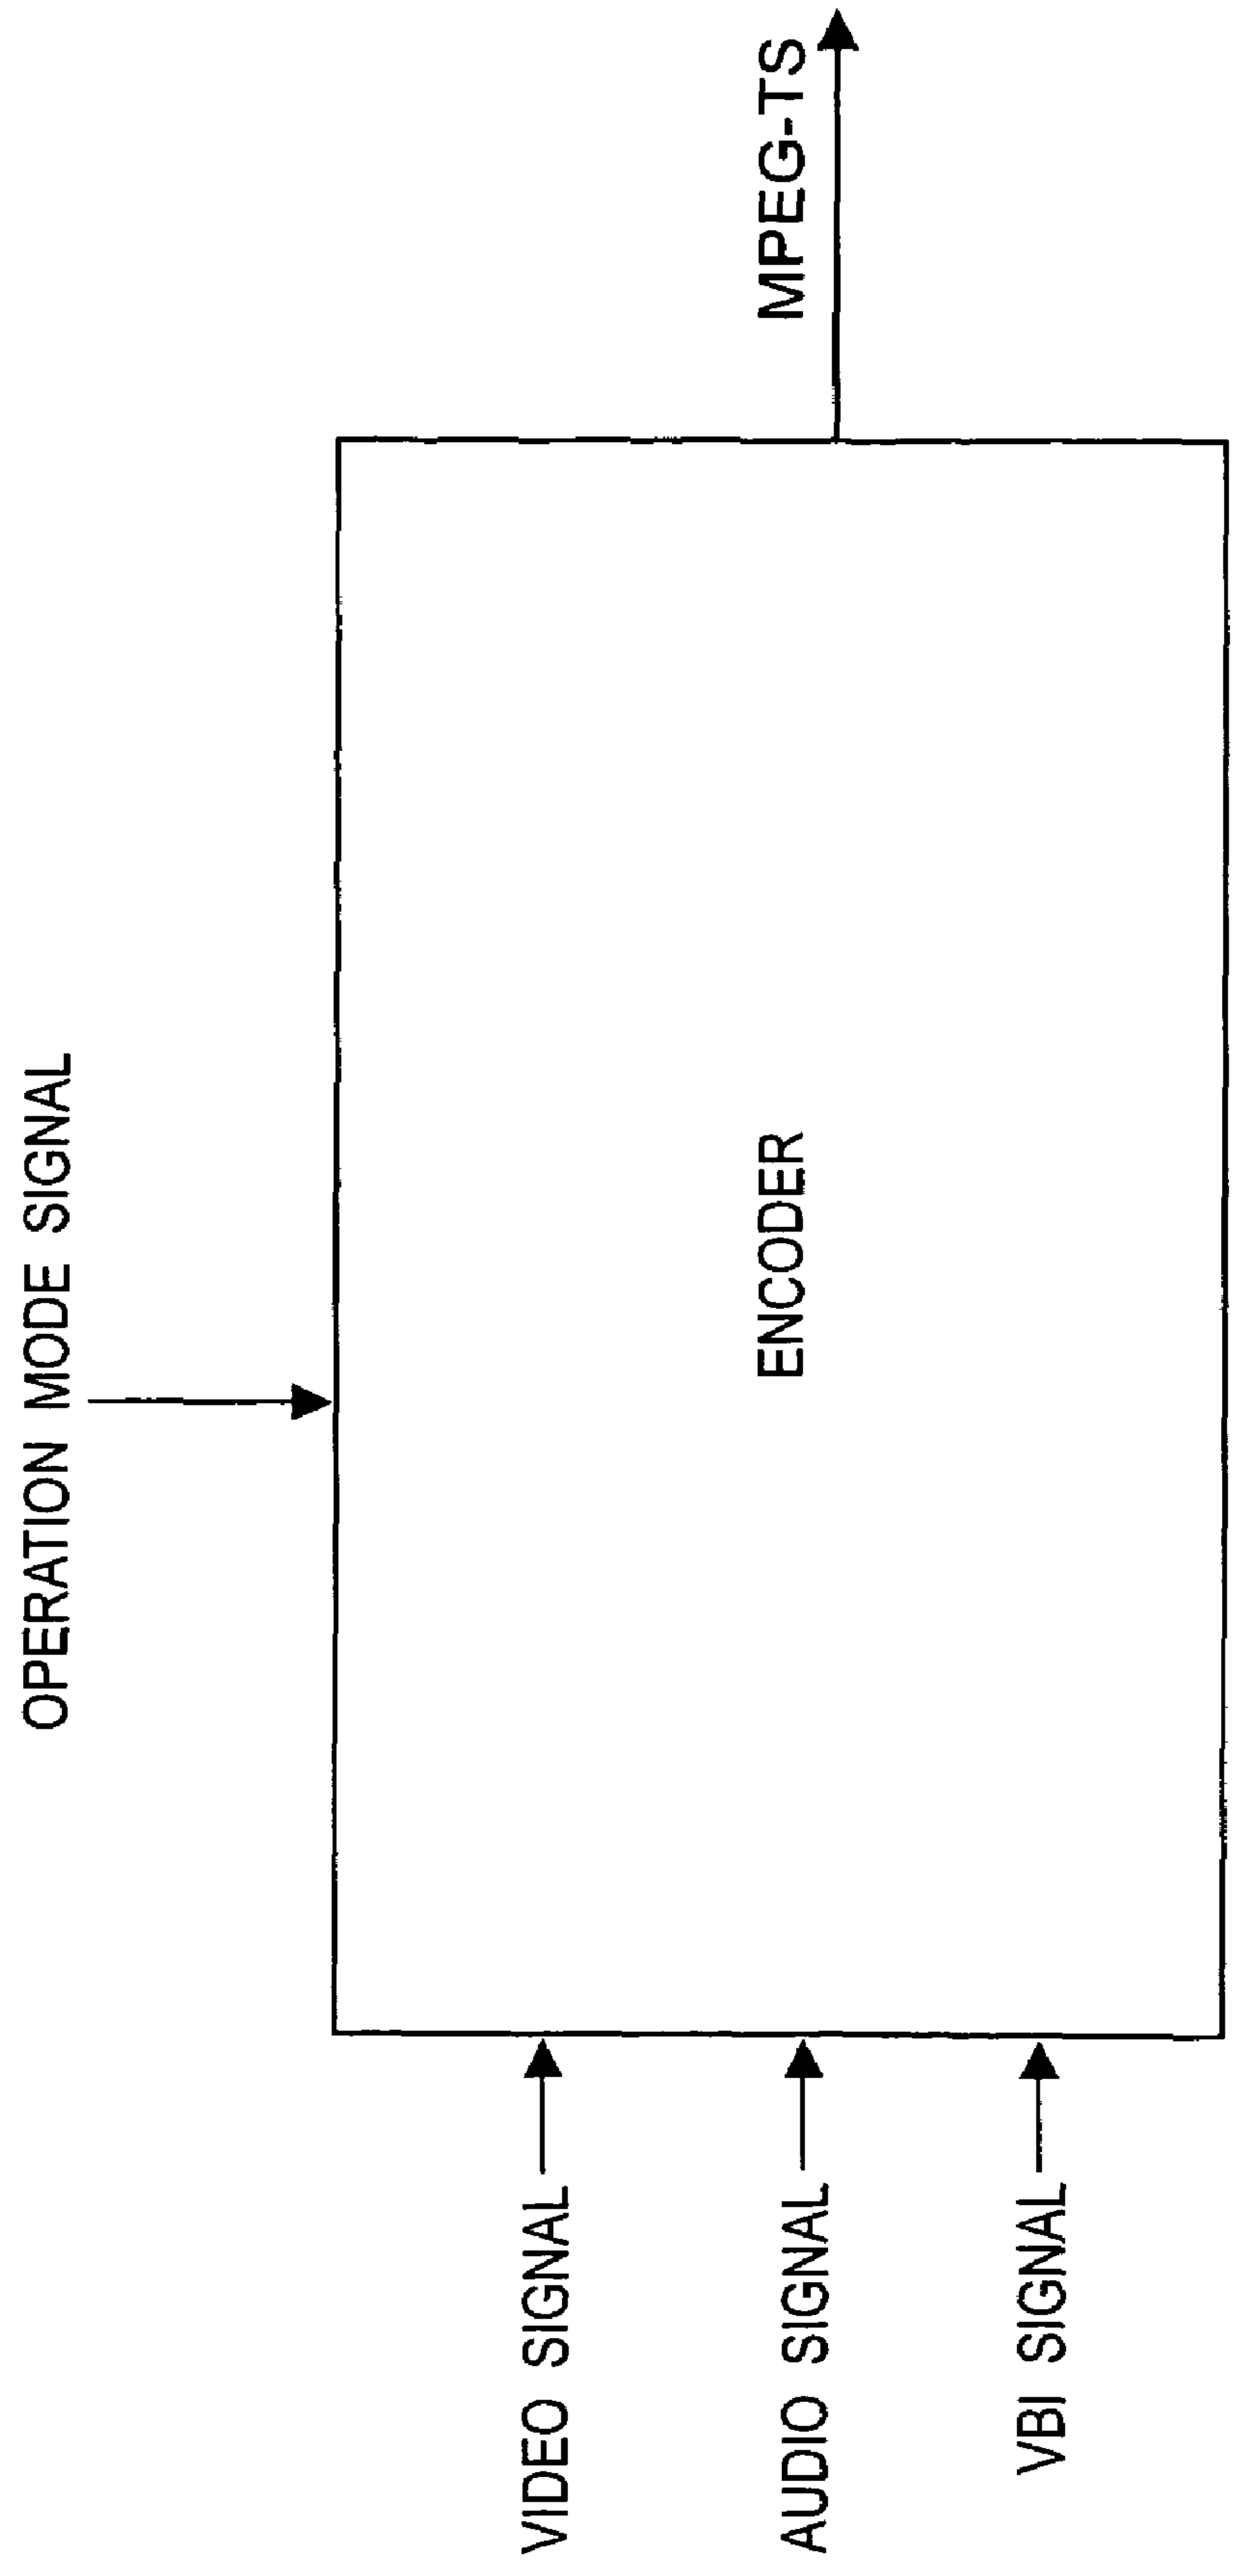 OPERATION MODE SIGNAL
VIDEO SIGNAL
AUDIO SIGNAL
VBI SIGNAL
ENCODER
MPEG-TS